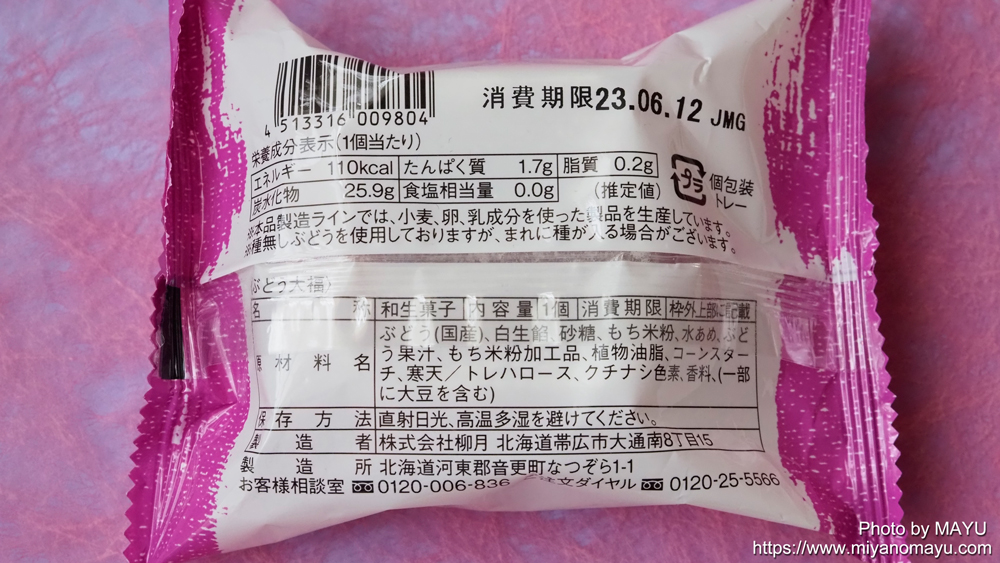 消費期限23.06.12 JMG
4 513316 009804
栄養成分表示(1個当たり)
エネルギー 110kcal たんぱく質 1.7g 脂質 0.2g
炭水化物 25.9g 食塩相当量 0.0g (推定値)
プラ 個包装
トレー
※本品製造ラインでは、小麦、卵、乳成分を使った製品を生産しています。
※種無しぶどうを使用しておりますが、まれに種が入る場合がございます。
(ぶどう大福)
名 称 和生菓子 内容量 1個 消費期限 枠外上部に記載
原材料名 ぶどう(国産)、白生餡、砂糖、もち米粉、水あめ、ぶど
う果汁、もち米粉加工品、植物油脂、コーンスター
チ、寒天/トレハロース、クチナシ色素、香料、(一部
に大豆を含む)
保存方法 直射日光、高温多湿を避けてください。
製造者 株式会社柳月 北海道帯広市大通南8丁目15
製造所 北海道河東郡音更町なつぞら1-1
お客様相談室 0120-006-836 注文ダイヤル 0120-25-5566
Photo by MAYU
https://www.miyanomayu.com/